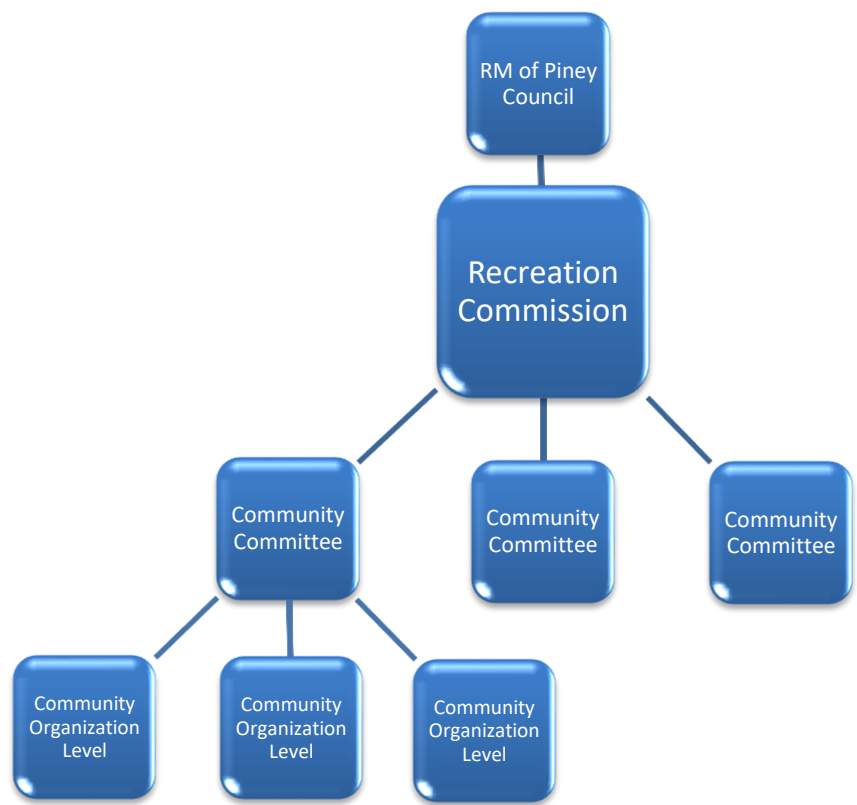 RM of Piney
Council
Recreation
Commission
Community
Committee
Community
Committee
Community
Committee
Community
Organization
Level
Community
Organization
Level
Community
Organization
Level